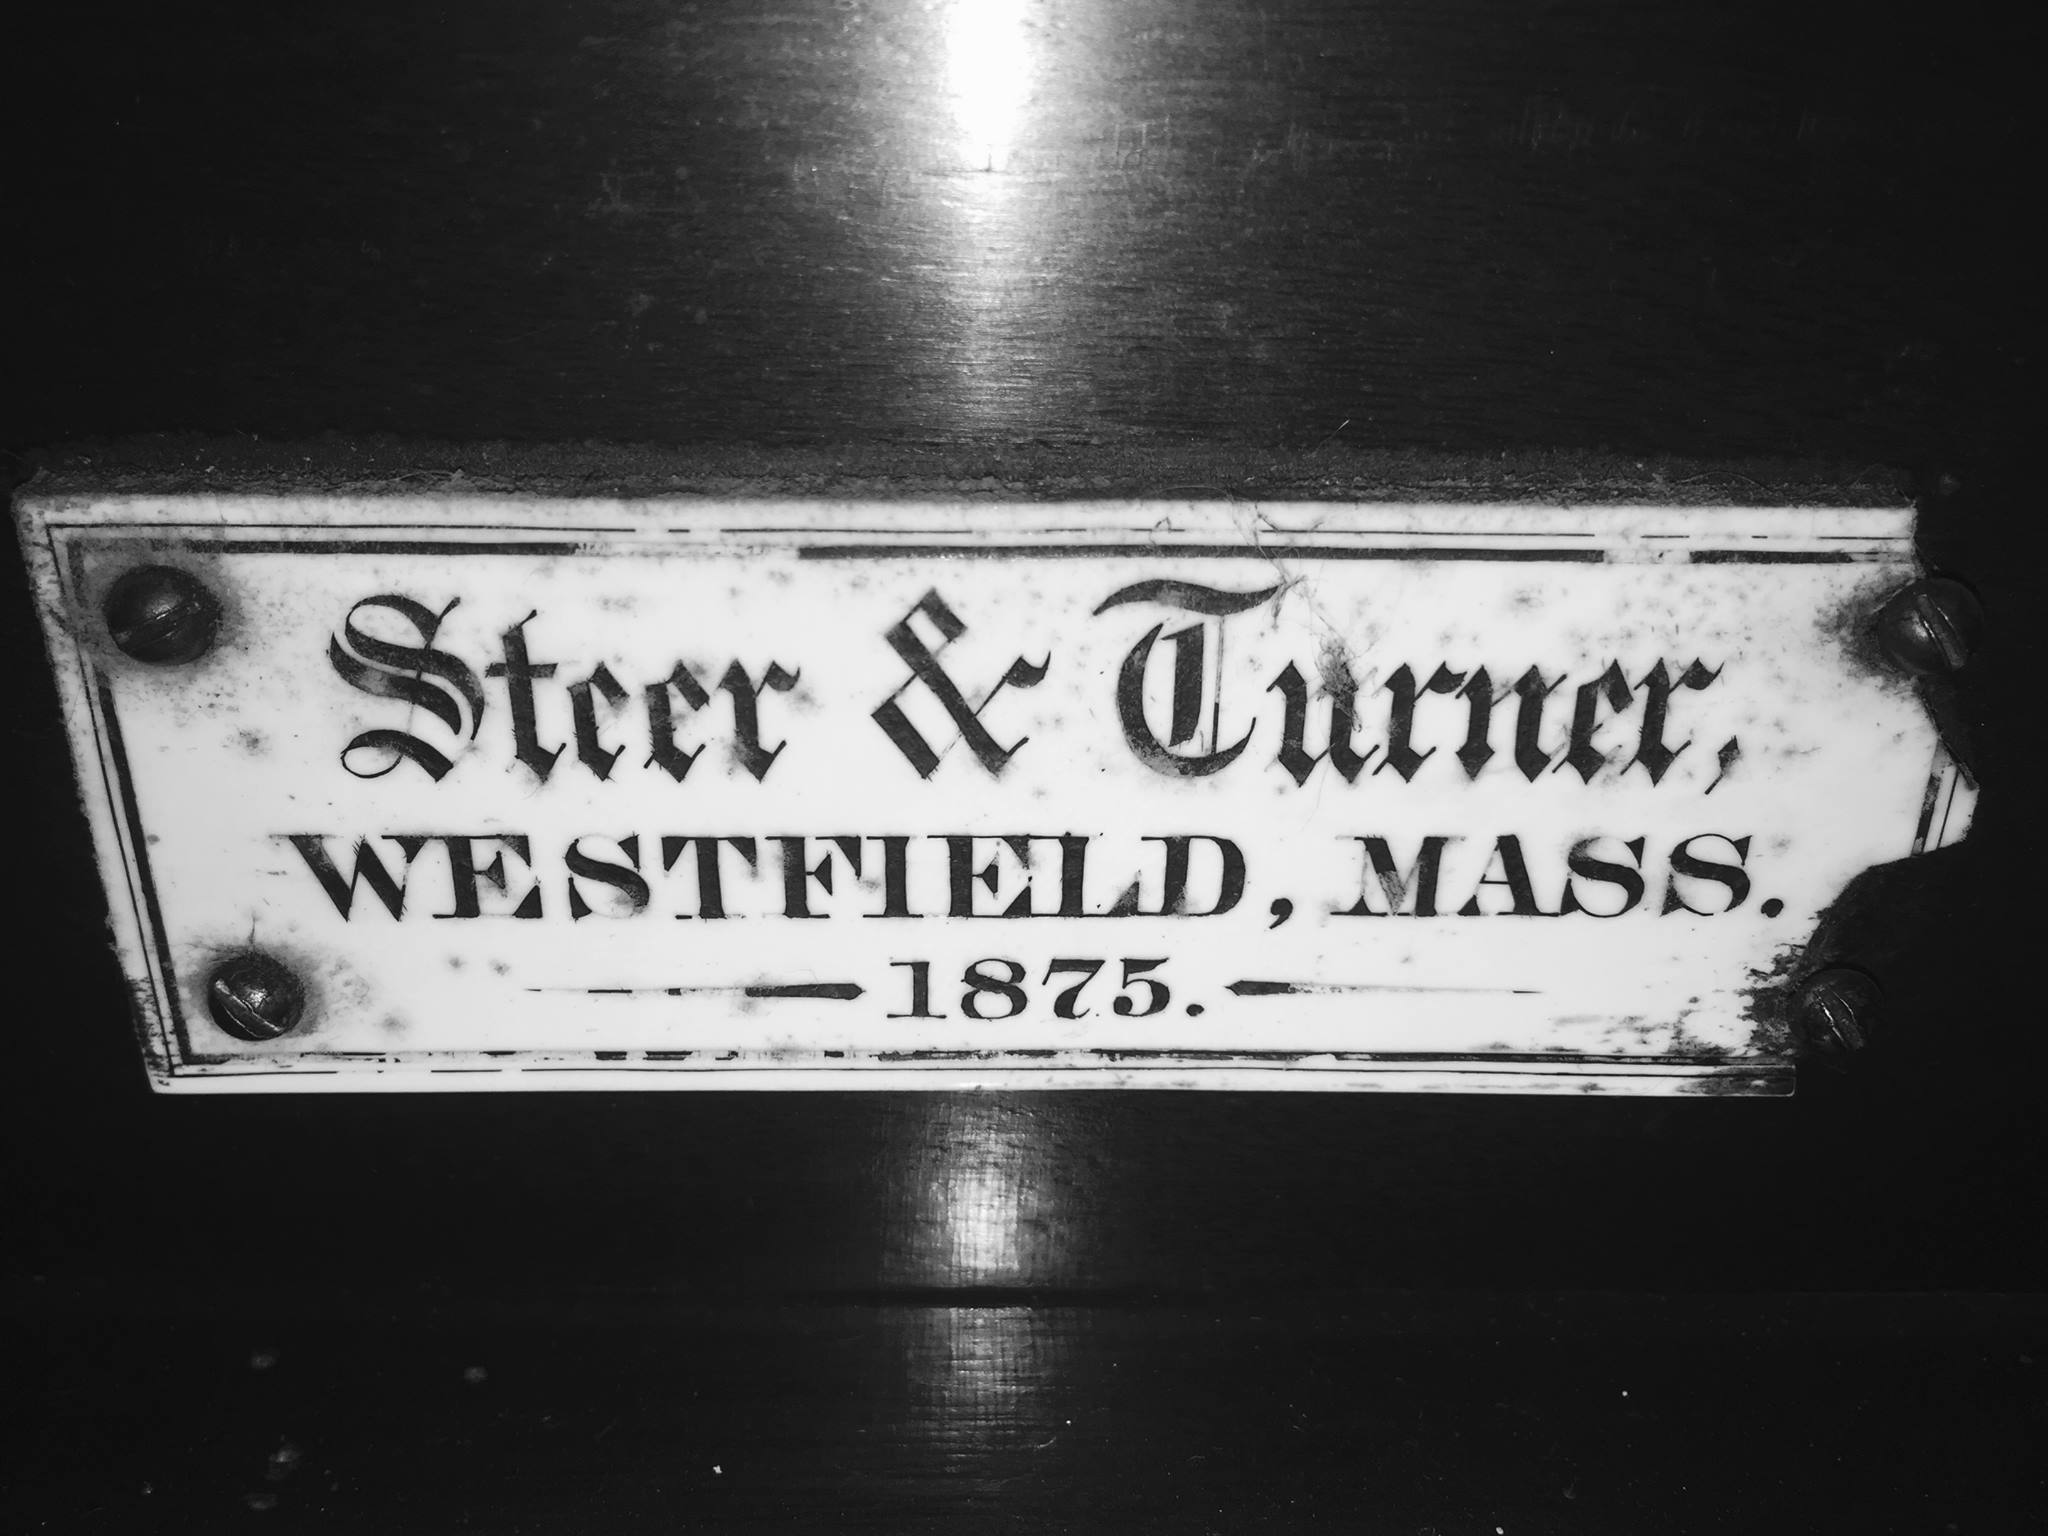 Steer & Turner,
WESTFIELD, MASS.
1875.